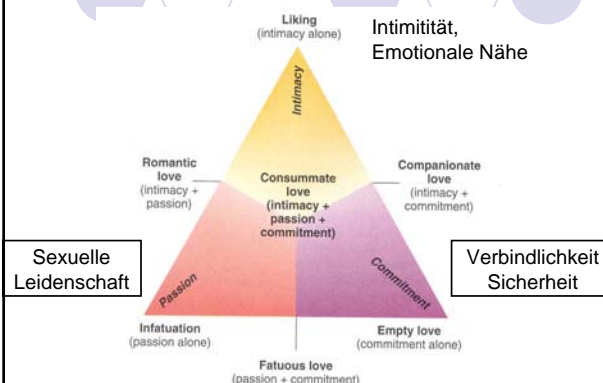 Liking
(intimacy alone)
Intimitität,
Emotionale Nähe
Intimacy
Romantic
love
(intimacy +
passion)
Consummate
love
(intimacy +
passion +
commitment)
Companionate
love
(intimacy +
commitment)
Sexuelle
Leidenschaft
Passion
Commitment
Verbindlichkeit
Sicherheit
Infatuation
(passion alone)
Empty love
(commitment alone)
Fatuous love
(passion + commitment)